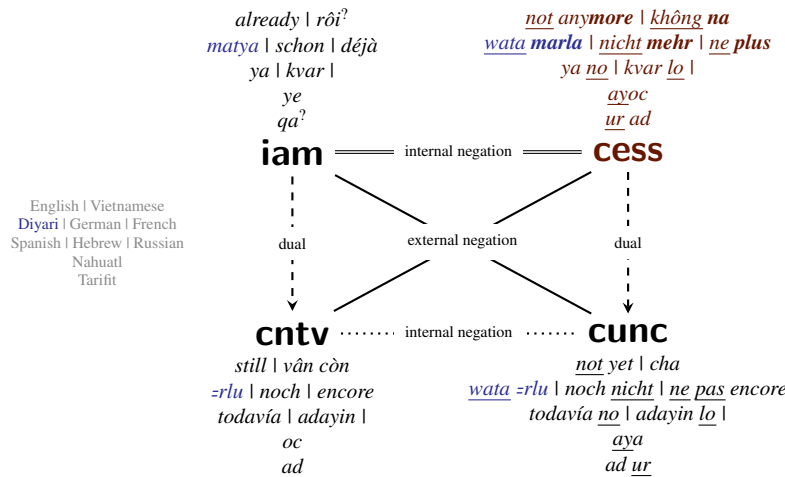 already | rôi?
matya | schon | déjà
ya | kvar |
ye
qa?
iam
not anymore | không na
wata marla | nicht mehr | ne plus
ya no | kvar lo |
ayoc
ur ad
cess
internal negation
English | Vietnamese
Diyari | German | French
Spanish | Hebrew | Russian
Nahuatl
Tarifit
dual
external negation
dual
cntv
internal negation
cunc
still | vân còn
=rlu | noch | encore
todavía | adayin |
oc
ad
not yet | cha
wata =rlu | noch nicht | ne pas encore
todavía no | adayin lo |
aya
ad ur